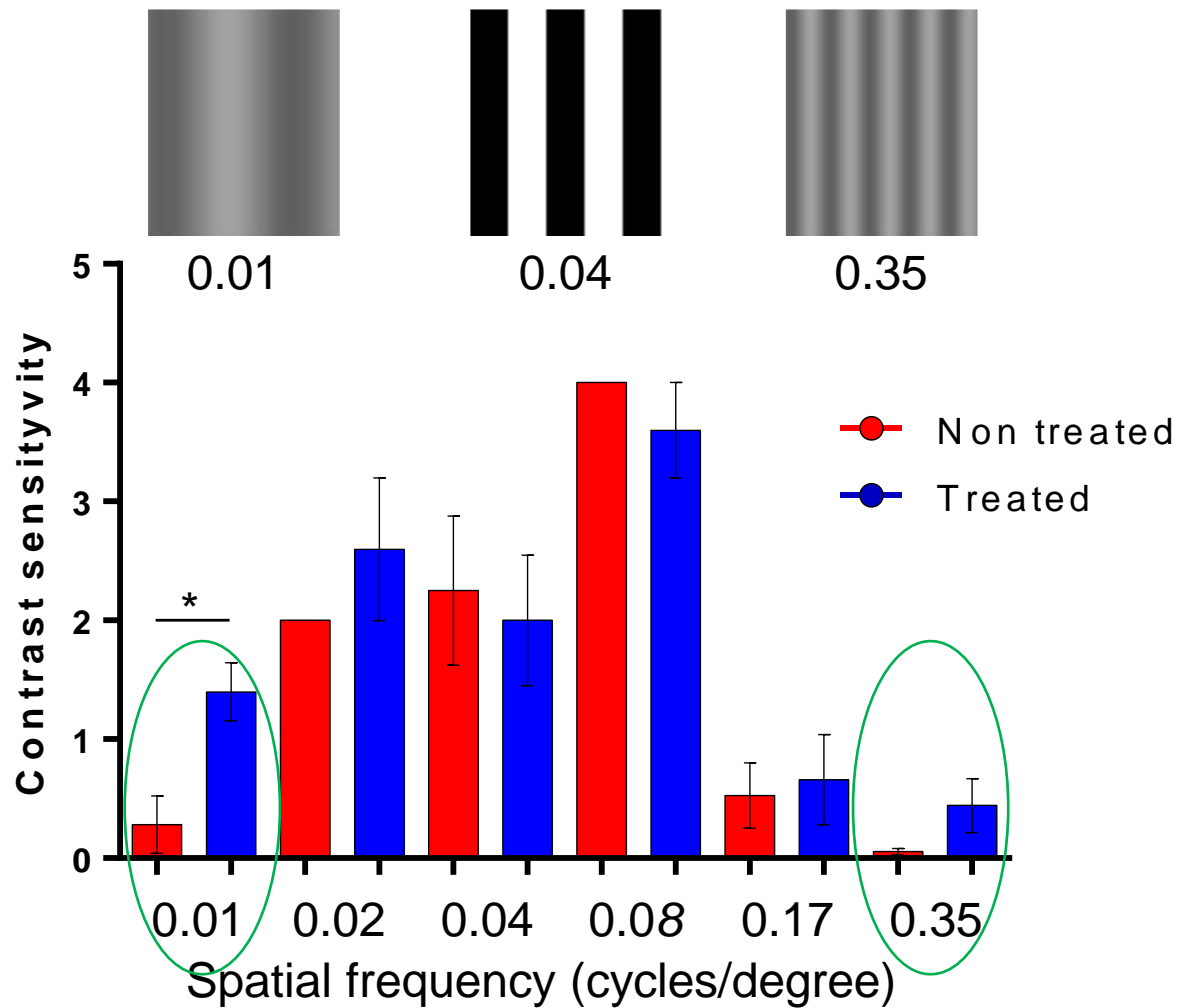 0.01 0.04 0.35
5
4
3
2
1
0
Contrast sensityvity
Non treated
Treated
*
0.01 0.02 0.04 0.08 0.17 0.35
Spatial frequency (cycles/degree)